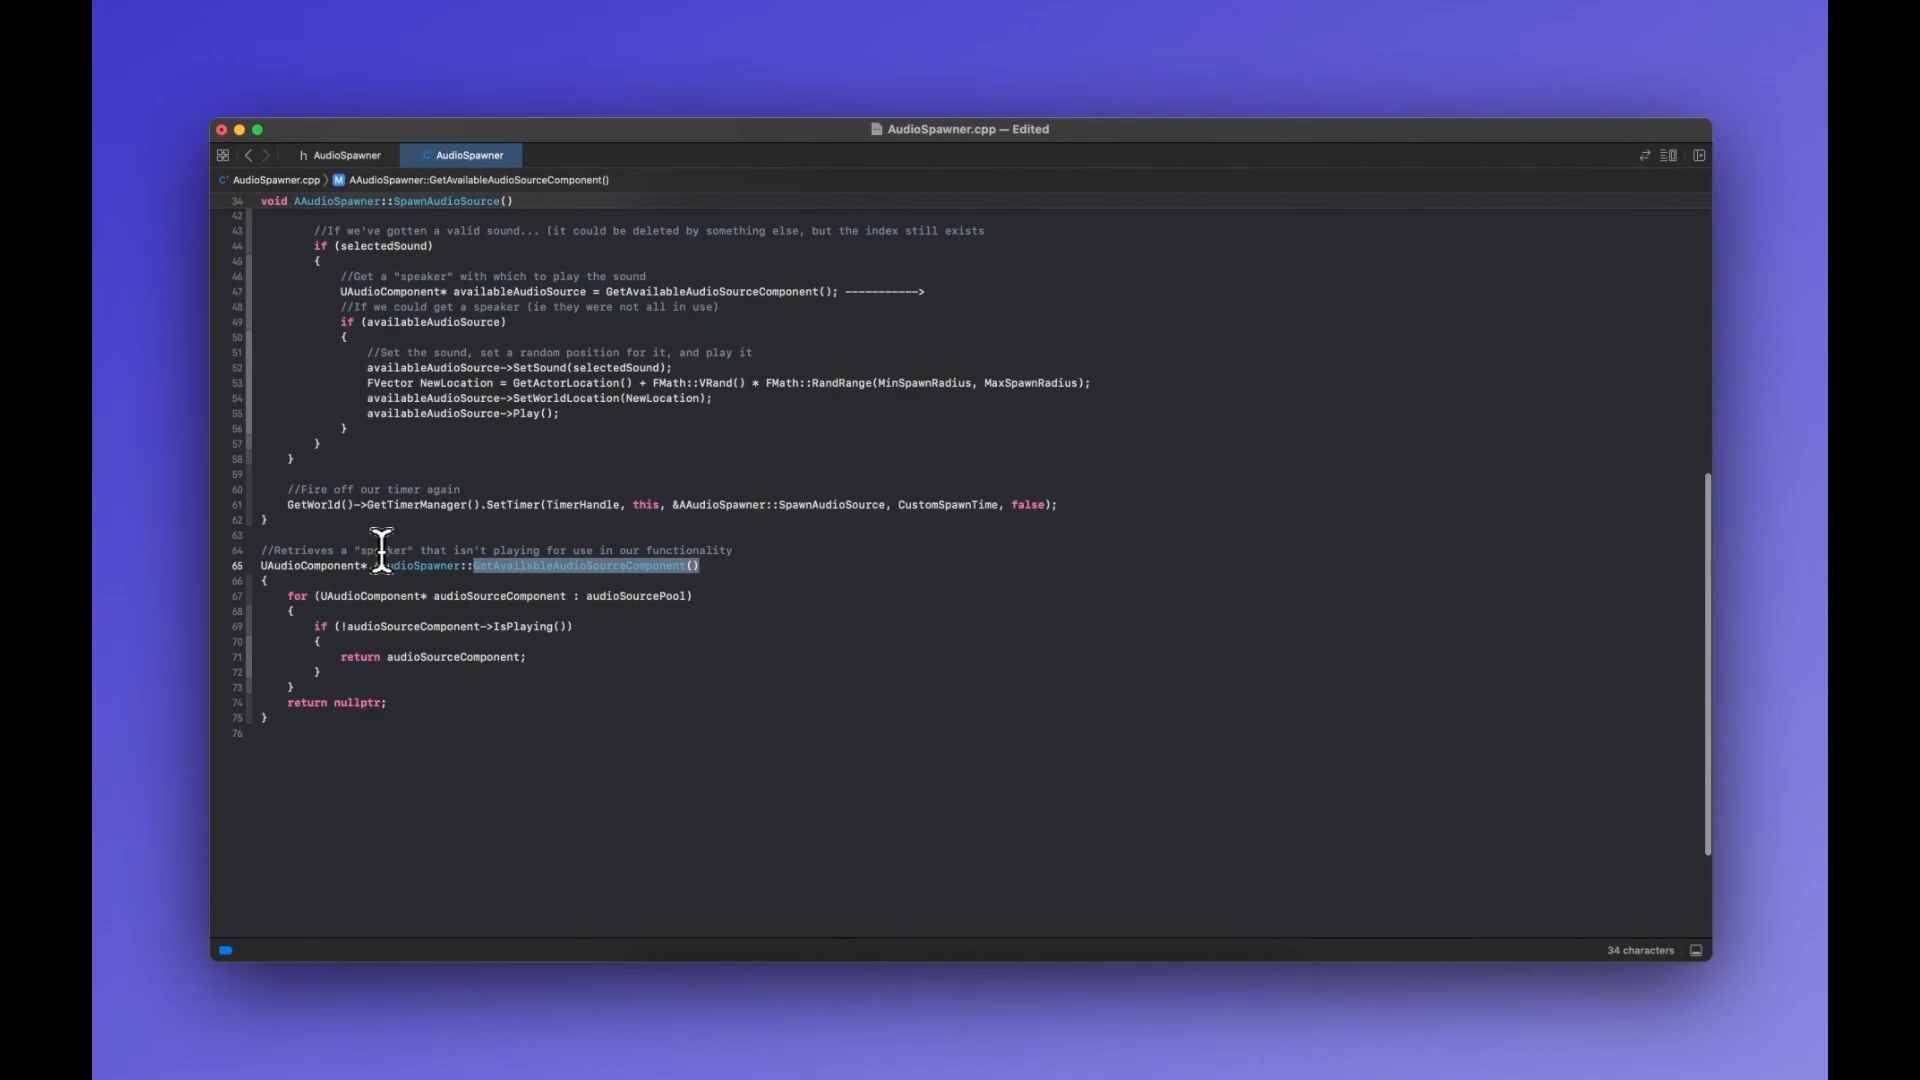 AudioSpawner.cpp — Edited
h AudioSpawner
C AudioSpawner
C AudioSpawner.cpp 〉 M AAudioSpawner::GetAvailableAudioSourceComponent()
34 void AAudioSpawner::SpawnAudioSource()
42
43 //If we've gotten a valid sound... (it could be deleted by something else, but the index still exists
44 if (selectedSound)
45 {
46 //Get a "speaker" with which to play the sound
47 UAudioComponent* availableAudioSource = GetAvailableAudioSourceComponent(); ----------->
48 //If we could get a speaker (ie they were not all in use)
49 if (availableAudioSource)
50 {
51 //Set the sound, set a random position for it, and play it
52 availableAudioSource->SetSound(selectedSound);
53 FVector NewLocation = GetActorLocation() + FMath::VRand() * FMath::RandRange(MinSpawnRadius, MaxSpawnRadius);
54 availableAudioSource->SetWorldLocation(NewLocation);
55 availableAudioSource->Play();
56 }
57 }
58 }
59
60 //Fire off our timer again
61 GetWorld()->GetTimerManager().SetTimer(TimerHandle, this, &AAudioSpawner::SpawnAudioSource, CustomSpawnTime, false);
62 }
63
64 //Retrieves a "speaker" that isn't playing for use in our functionality
65 UAudioComponent* AAudioSpawner::GetAvailableAudioSourceComponent()
66 {
67 for (UAudioComponent* audioSourceComponent : audioSourcePool)
68 {
69 if (!audioSourceComponent->IsPlaying())
70 {
71 return audioSourceComponent;
72 }
73 }
74 return nullptr;
75 }
76
34 characters